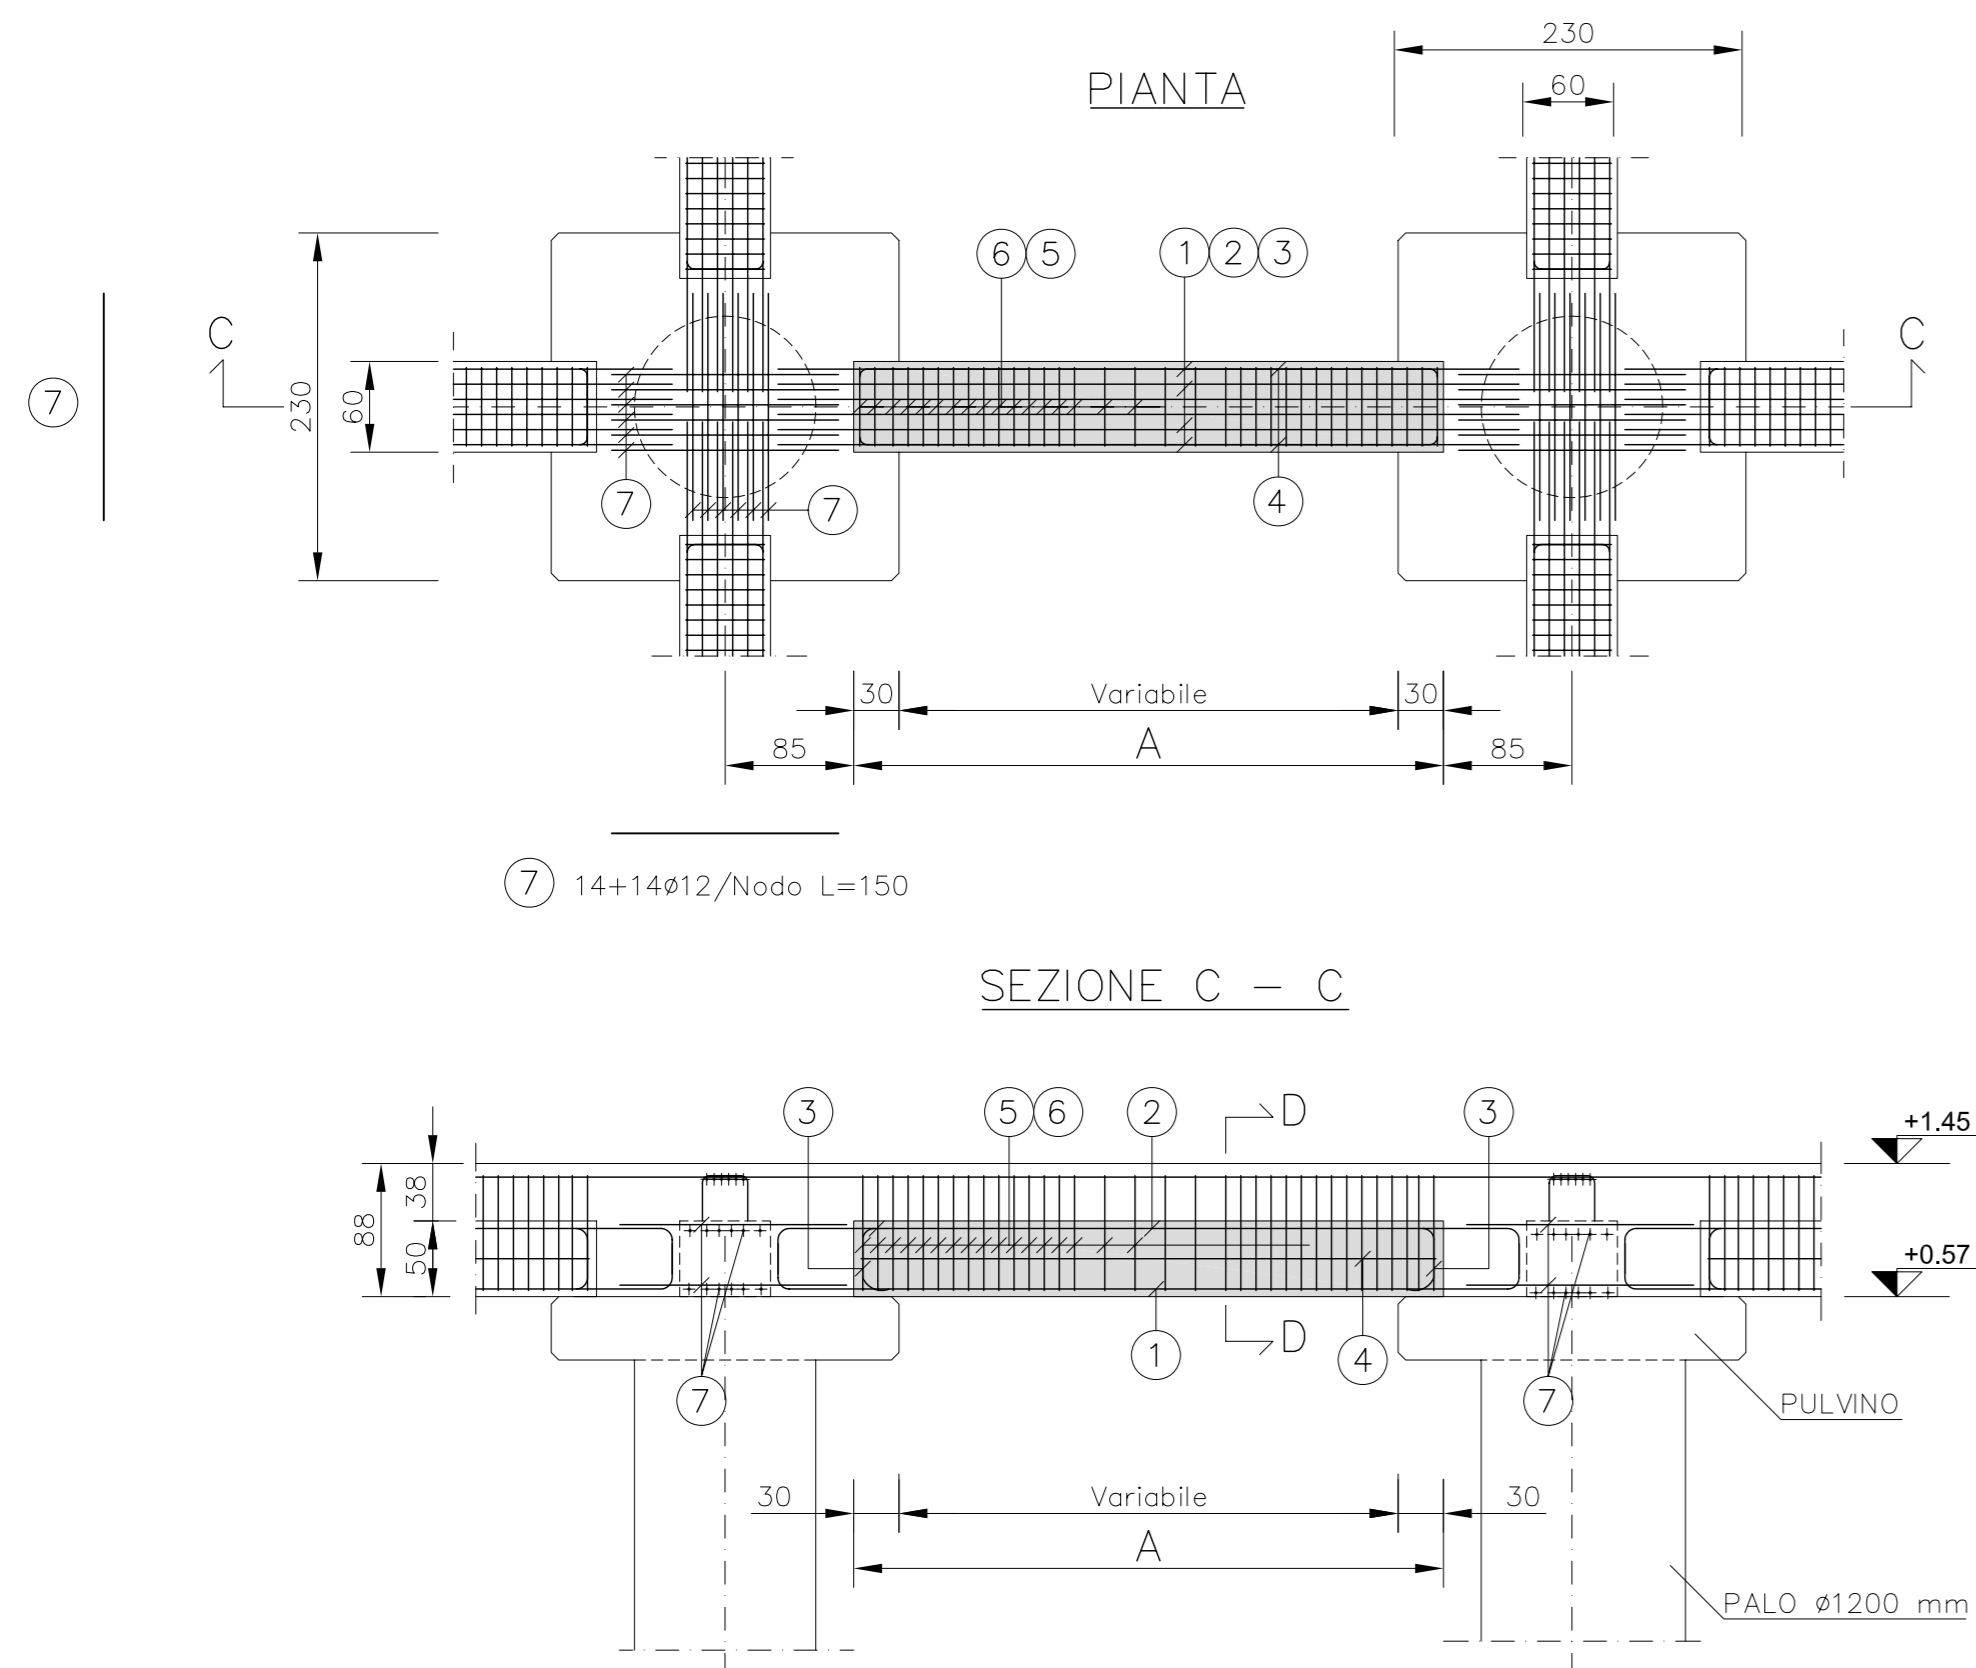 230
PIANTA
60
6 5 1 2 3
C C
7
230
60
7 7 4
30 Variabile 30
85 A 85
7 14+14ø12/Nodo L=150
SEZIONE C - C
3 5 6 2 D 3
+1.45
38
88
50
+0.57
D
1 4
7 7
PULVINO
30 Variabile 30
A
PALO ø1200 mm